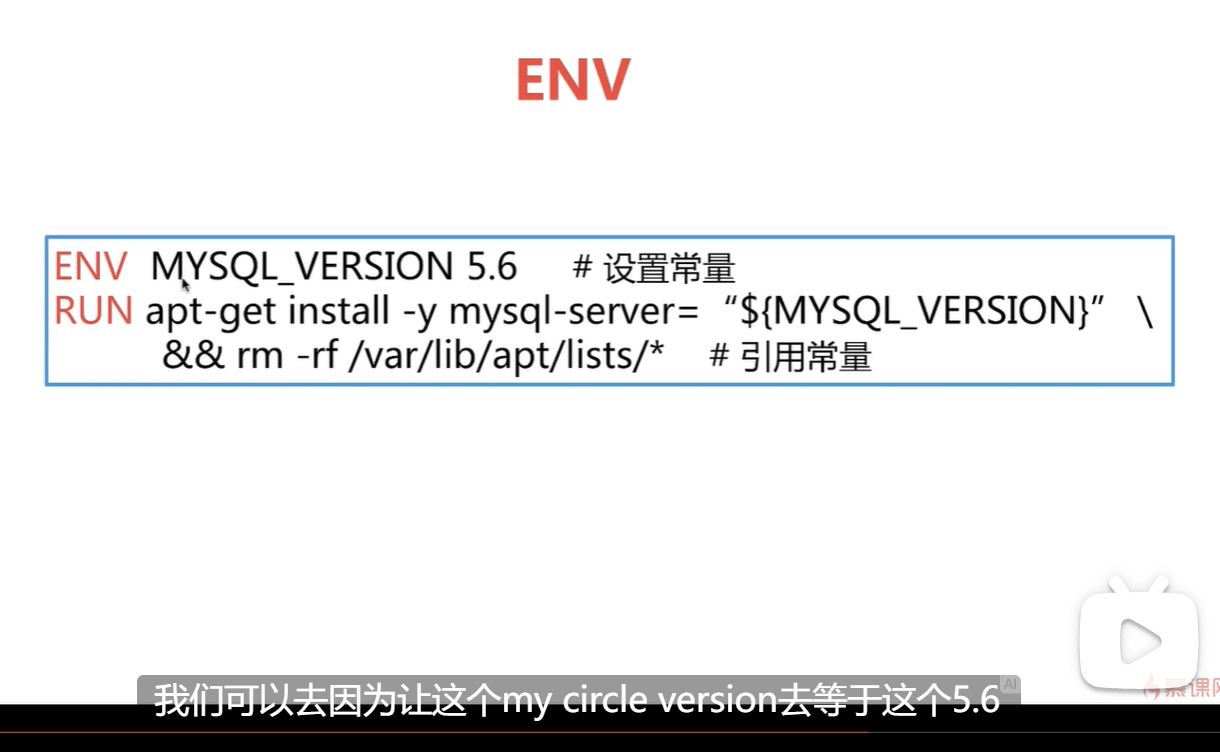 ENV
ENV MYSQL_VERSION 5.6 # 设置常量
RUN apt-get install -y mysql-server= “${MYSQL_VERSION}” \
&& rm -rf /var/lib/apt/lists/* # 引用常量
我们可以去因为让这个my circle version去等于这个5.6
AI
慕课网